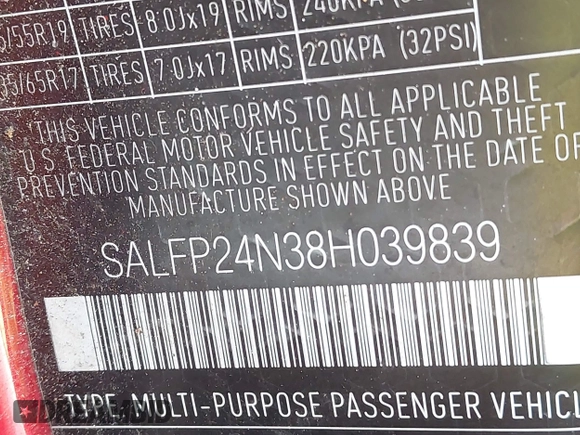 /55R19 TIRES 8.0Jx19 RIMS 240KPA
/65R17 TIRES 7.0Jx17 RIMS 220KPA (32PSI)
THIS VEHICLE CONFORMS TO ALL APPLICABLE
U.S. FEDERAL MOTOR VEHICLE SAFETY AND THEFT
PREVENTION STANDARDS IN EFFECT ON THE DATE OF
MANUFACTURE SHOWN ABOVE
SALFP24N38H039839
TYPE: MULTI-PURPOSE PASSENGER VEHICL